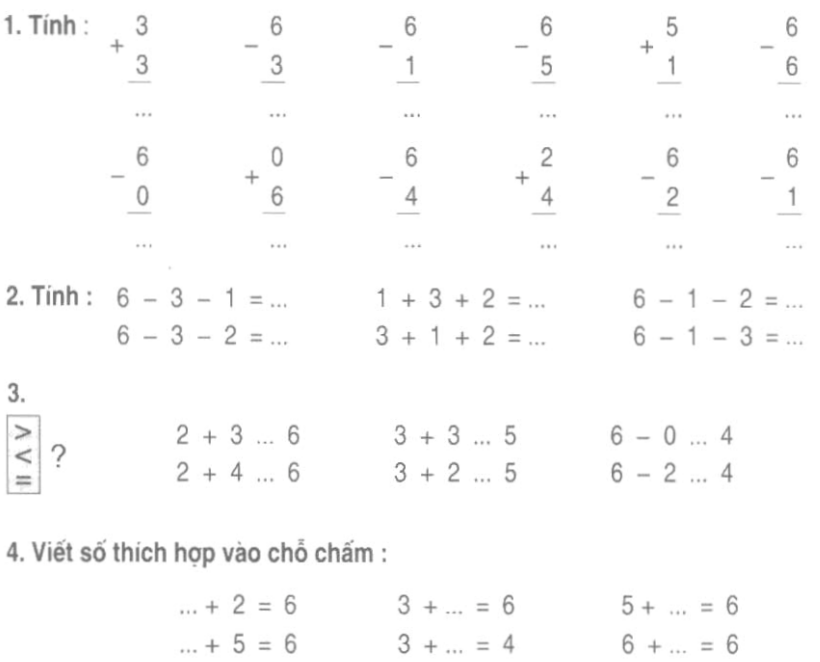 1. Tính : 3 6 6 6 5 6
+ - - - + -
3 3 1 5 1 6
... ... ... ... ... ...
6 0 6 2 6 6
- + - + - -
0 6 4 4 2 1
... ... ... ... ... ...
2. Tính : 6 - 3 - 1 = ... 1 + 3 + 2 = ... 6 - 1 - 2 = ...
6 - 3 - 2 = ... 3 + 1 + 2 = ... 6 - 1 - 3 = ...
3.
> < = ?
2 + 3 ... 6 3 + 3 ... 5 6 - 0 ... 4
2 + 4 ... 6 3 + 2 ... 5 6 - 2 ... 4
4. Viết số thích hợp vào chỗ chấm :
... + 2 = 6 3 + ... = 6 5 + ... = 6
... + 5 = 6 3 + ... = 4 6 + ... = 6